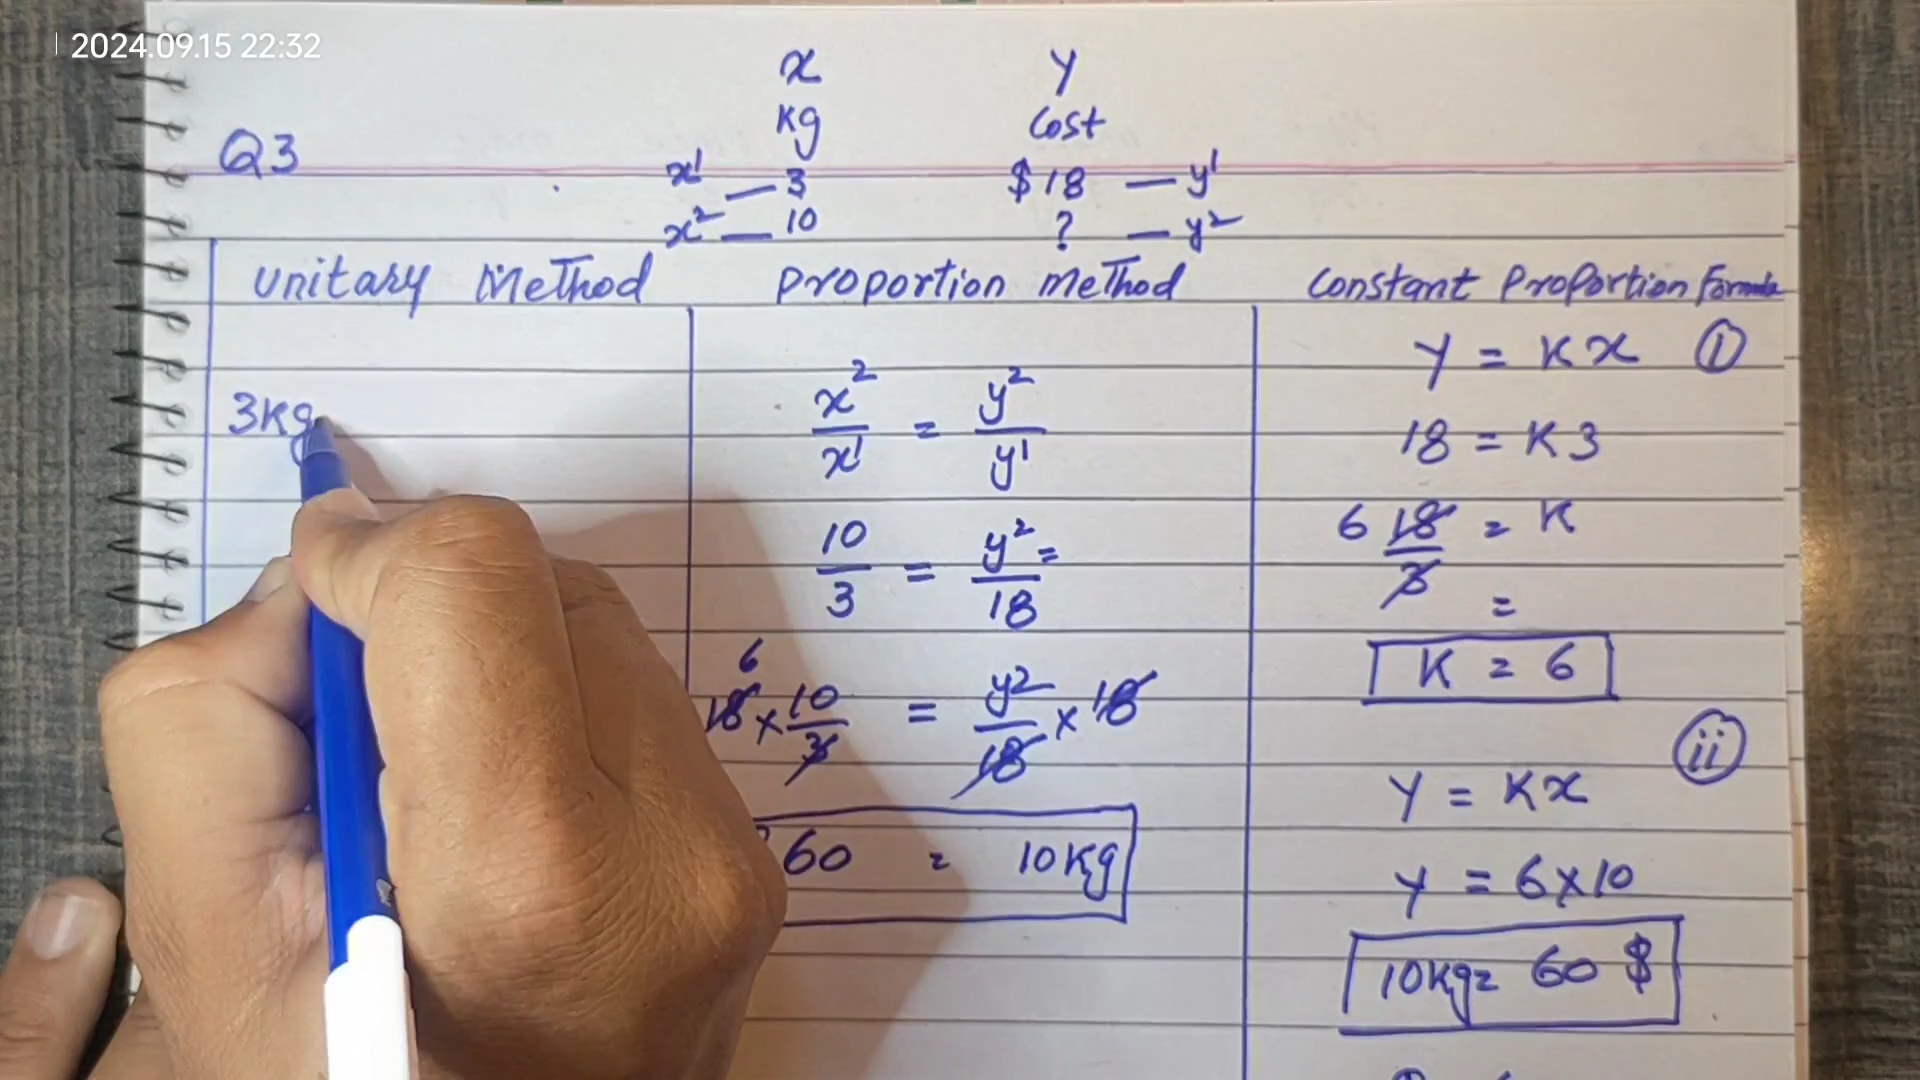 2024.09.15 22:32
x y
kg Cost
Q3
x¹ — 3 $18 — y¹
x² — 10 ? — y²
Unitary Method
3kg
Proportion Method
x²/x¹ = y²/y¹
10/3 = y²/18 =
6
18 × 10/3 = y²/18 × 18
60 = 10kg
Constant Proportion Formula
y = Kx (i)
18 = K3
6 18/3 = K
=
K = 6
(ii)
y = Kx
y = 6×10
10kg = 60 $